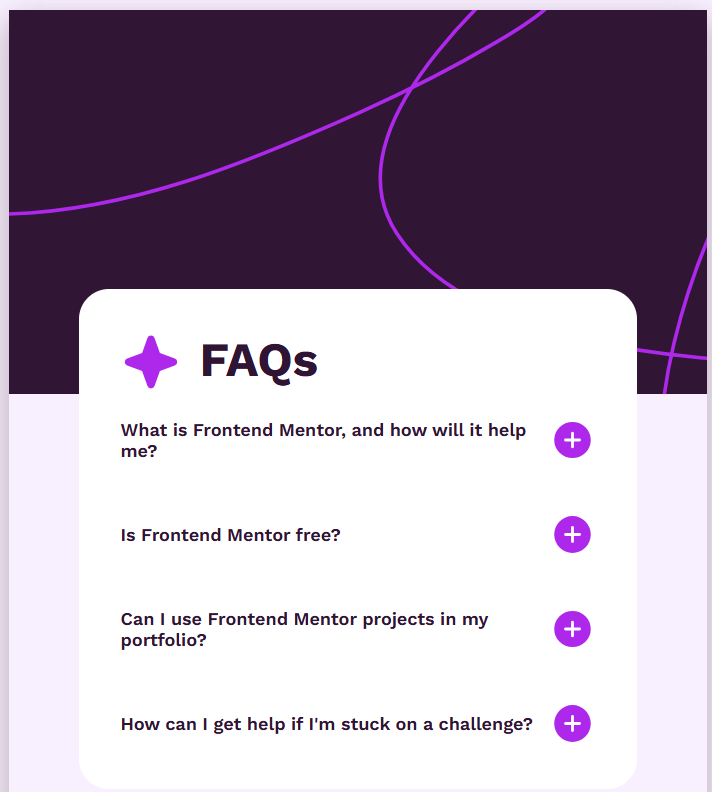 FAQs
What is Frontend Mentor, and how will it help
me?
Is Frontend Mentor free?
Can I use Frontend Mentor projects in my
portfolio?
How can I get help if I'm stuck on a challenge?